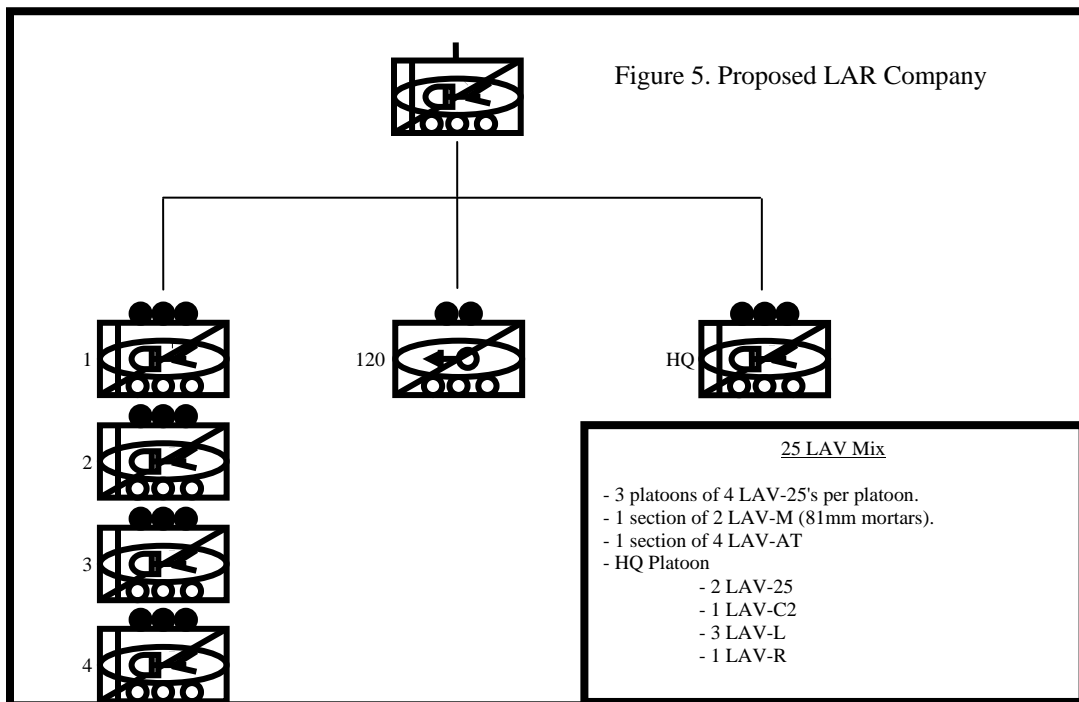 Figure 5. Proposed LAR Company
1
120
HQ
2
3
4
25 LAV Mix
- 3 platoons of 4 LAV-25's per platoon.
- 1 section of 2 LAV-M (81mm mortars).
- 1 section of 4 LAV-AT
- HQ Platoon
- 2 LAV-25
- 1 LAV-C2
- 3 LAV-L
- 1 LAV-R